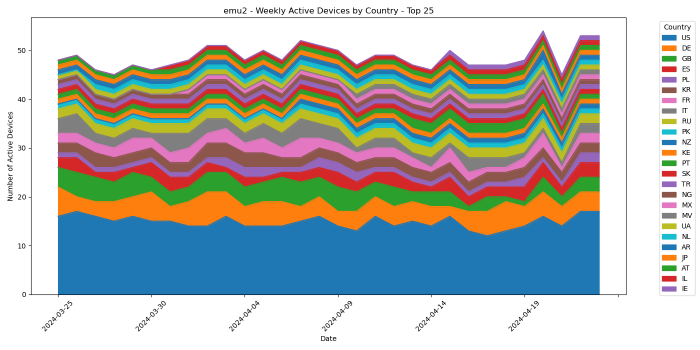 emu2 - Weekly Active Devices by Country - Top 25
Number of Active Devices
50
40
30
20
10
0
2024-03-25
2024-03-30
2024-04-04
2024-04-09
2024-04-14
2024-04-19
Date
Country
US
DE
GB
ES
PL
KR
FR
IT
RU
PK
NZ
KE
PT
SK
TR
NG
MX
MV
UA
NL
AR
JP
AT
IL
IE